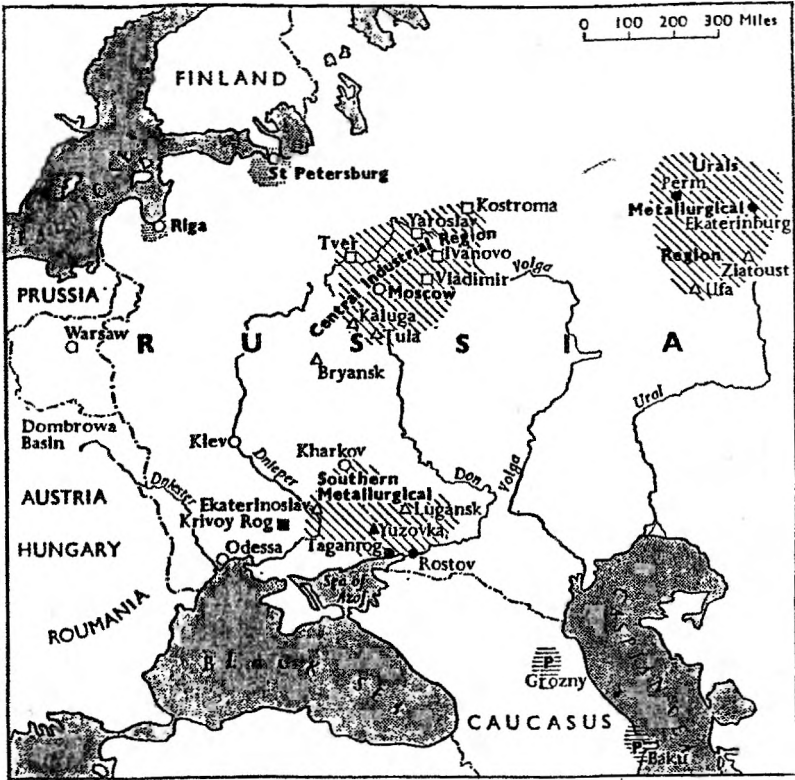 0 100 200 300 Miles
FINLAND
St Petersburg
Riga
Urals
Perm
Metallurgical
Ekaterinburg
Region
Zlatoust
Ufa
Kostroma
Yaroslav
Tver
Ivanovo
Vladimir
Central Industrial Region
Moscow
Volga
Kaluga
Tula
PRUSSIA
Warsaw
RUSSIA
Bryansk
Ural
Dombrowa
Basin
Kiev
Dnieper
Kharkov
Don
Volga
Dniester
Southern
Metallurgical
AUSTRIA
HUNGARY
Ekaterinoslav
Lugansk
Krivoy Rog
Yuzovka
Taganrog
Odessa
Rostov
Sea of
Azof
ROUMANIA
P
Grozny
CAUCASUS
P
Baku